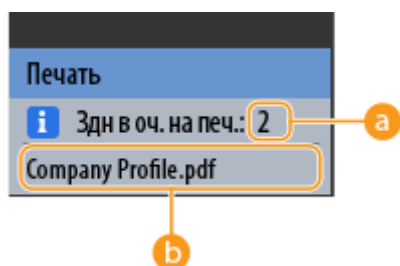 Печать
i Здн в оч. на печ.: 2
a
Company Profile.pdf
b